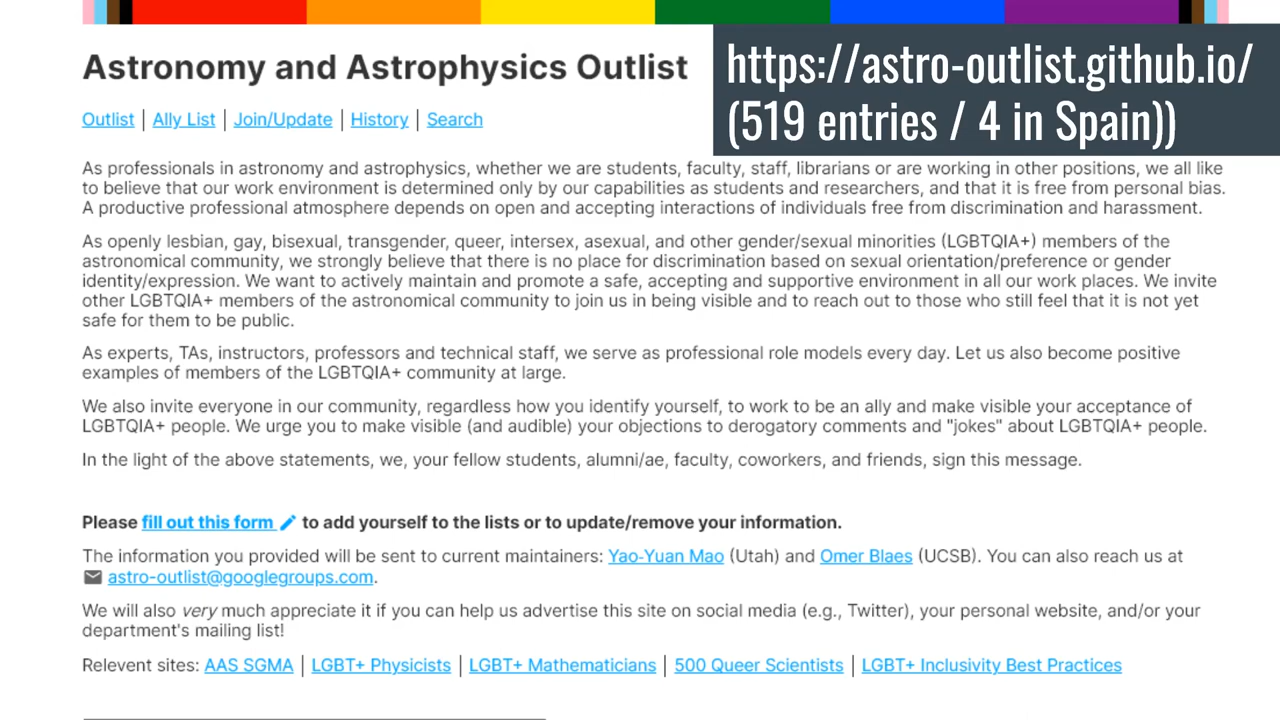 Astronomy and Astrophysics Outlist
https://astro-outlist.github.io/
(519 entries / 4 in Spain))
Outlist | Ally List | Join/Update | History | Search
As professionals in astronomy and astrophysics, whether we are students, faculty, staff, librarians or are working in other positions, we all like
to believe that our work environment is determined only by our capabilities as students and researchers, and that it is free from personal bias.
A productive professional atmosphere depends on open and accepting interactions of individuals free from discrimination and harassment.
As openly lesbian, gay, bisexual, transgender, queer, intersex, asexual, and other gender/sexual minorities (LGBTQIA+) members of the
astronomical community, we strongly believe that there is no place for discrimination based on sexual orientation/preference or gender
identity/expression. We want to actively maintain and promote a safe, accepting and supportive environment in all our work places. We invite
other LGBTQIA+ members of the astronomical community to join us in being visible and to reach out to those who still feel that it is not yet
safe for them to be public.
As experts, TAs, instructors, professors and technical staff, we serve as professional role models every day. Let us also become positive
examples of members of the LGBTQIA+ community at large.
We also invite everyone in our community, regardless how you identify yourself, to work to be an ally and make visible your acceptance of
LGBTQIA+ people. We urge you to make visible (and audible) your objections to derogatory comments and "jokes" about LGBTQIA+ people.
In the light of the above statements, we, your fellow students, alumni/ae, faculty, coworkers, and friends, sign this message.
Please fill out this form to add yourself to the lists or to update/remove your information.
The information you provided will be sent to current maintainers: Yao-Yuan Mao (Utah) and Omer Blaes (UCSB). You can also reach us at
astro-outlist@googlegroups.com.
We will also very much appreciate it if you can help us advertise this site on social media (e.g., Twitter), your personal website, and/or your
department's mailing list!
Relevent sites: AAS SGMA | LGBT+ Physicists | LGBT+ Mathematicians | 500 Queer Scientists | LGBT+ Inclusivity Best Practices